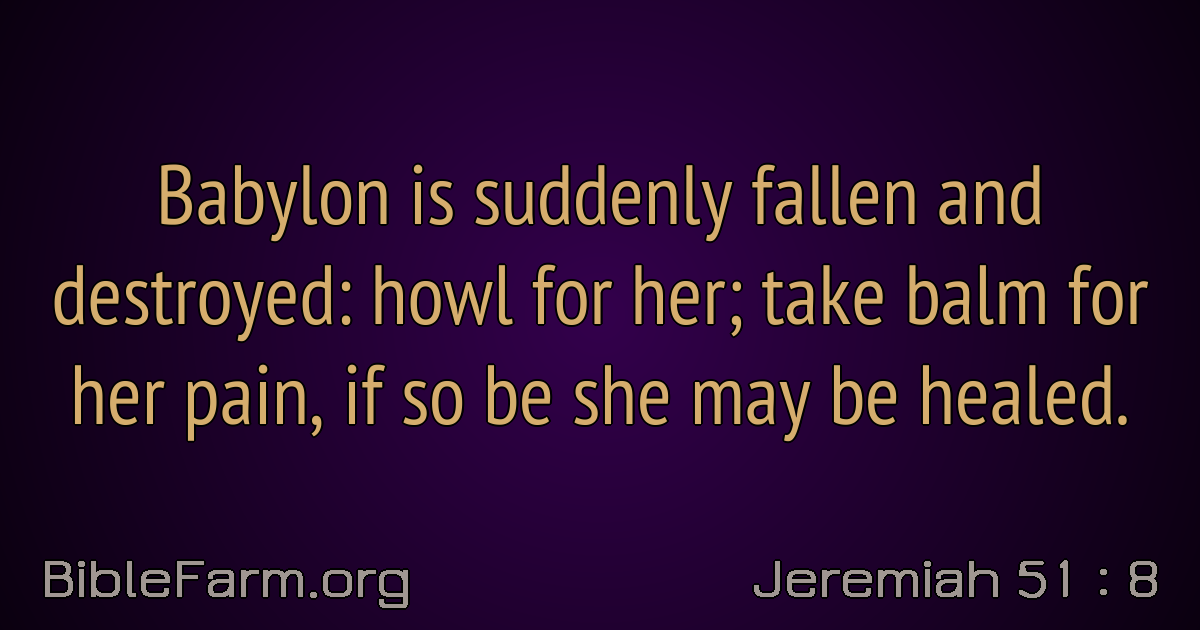 Babylon is suddenly fallen and
destroyed: howl for her; take balm for
her pain, if so be she may be healed.
BibleFarm.org
Jeremiah 51 : 8